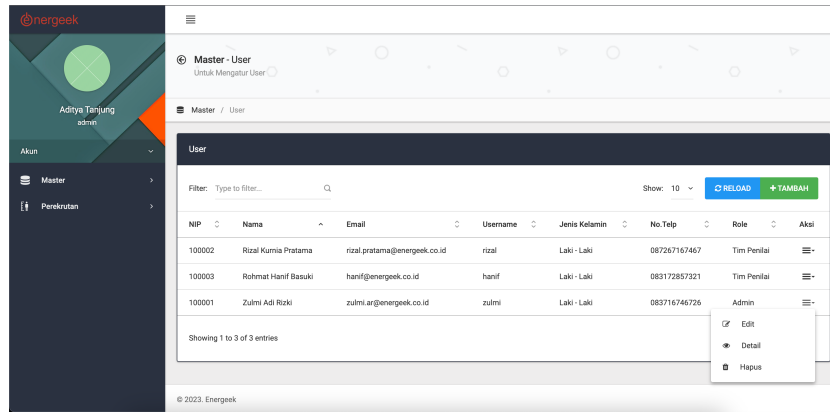 energeek
Aditya Tanjung
admin
Akun
Master
Perekrutan
Master - User
Untuk Mengatur User
Master / User
User
Filter: Type to filter... Show: 10 RELOAD + TAMBAH
NIP Nama Email Username Jenis Kelamin No.Telp Role Aksi
100002 Rizal Kurnia Pratama rizal.pratama@energeek.co.id rizal Laki - Laki 087267167467 Tim Penilai
100003 Rohmat Hanif Basuki hanif@energeek.co.id hanif Laki - Laki 083172857321 Tim Penilai
100001 Zulmi Adi Rizki zulmi.ar@energeek.co.id zulmi Laki - Laki 083716746726 Admin
Edit
Detail
Hapus
Showing 1 to 3 of 3 entries
© 2023. Energeek